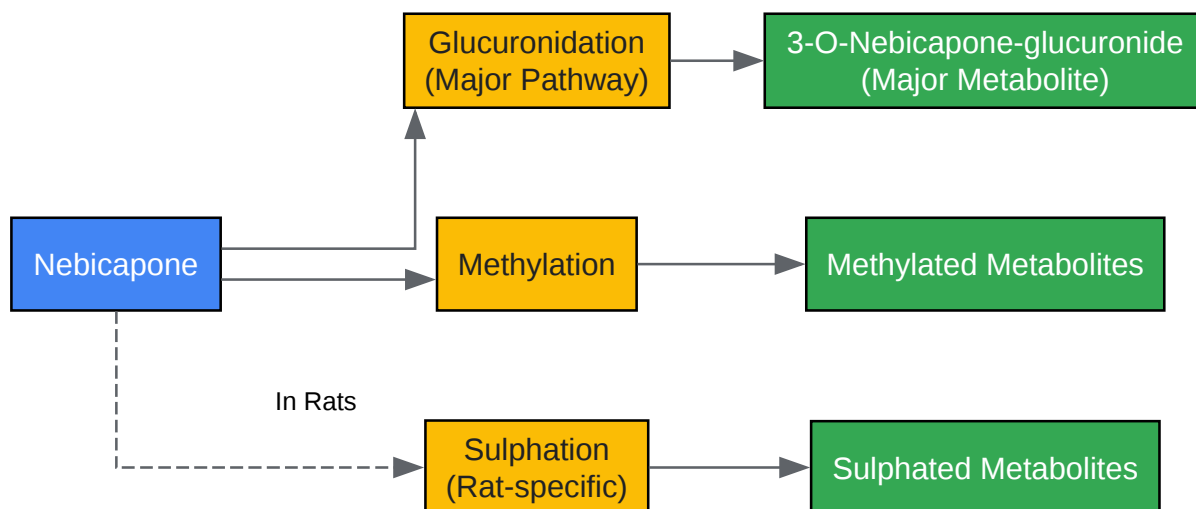 Glucuronidation
(Major Pathway)
3-O-Nebicapone-glucuronide
(Major Metabolite)
Nebicapone
Methylation
Methylated Metabolites
In Rats
Sulphation
(Rat-specific)
Sulphated Metabolites